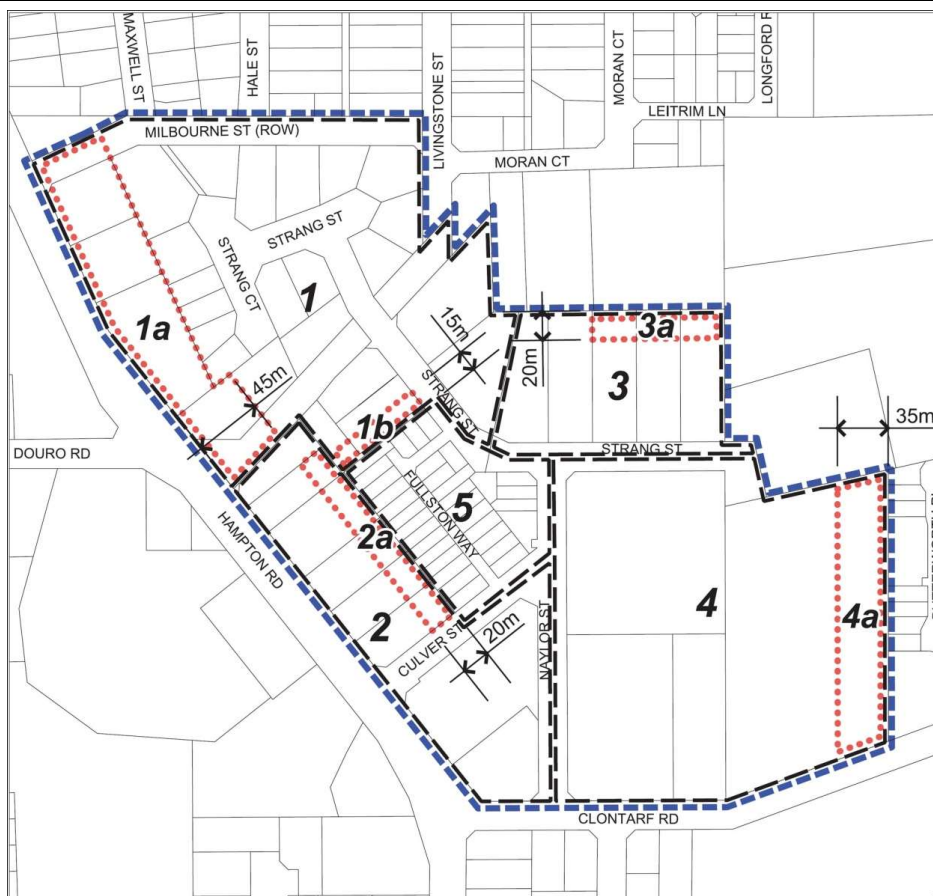 MAXWELL ST
HALE ST
LIVINGSTONE ST
MORAN CT
LONGFORD R
LEITRIM LN
MILBOURNE ST (ROW)
MORAN CT
STRANG ST
STRANG CT
1
1a
15m
20m
3a
3
45m
STRANG ST
1b
35m
DOURO RD
STRANG ST
FULLSTON WAY
5
HAMPTON RD
2a
4
4a
2
CULVER ST
20m
NAYLOR ST
CLONTARF RD